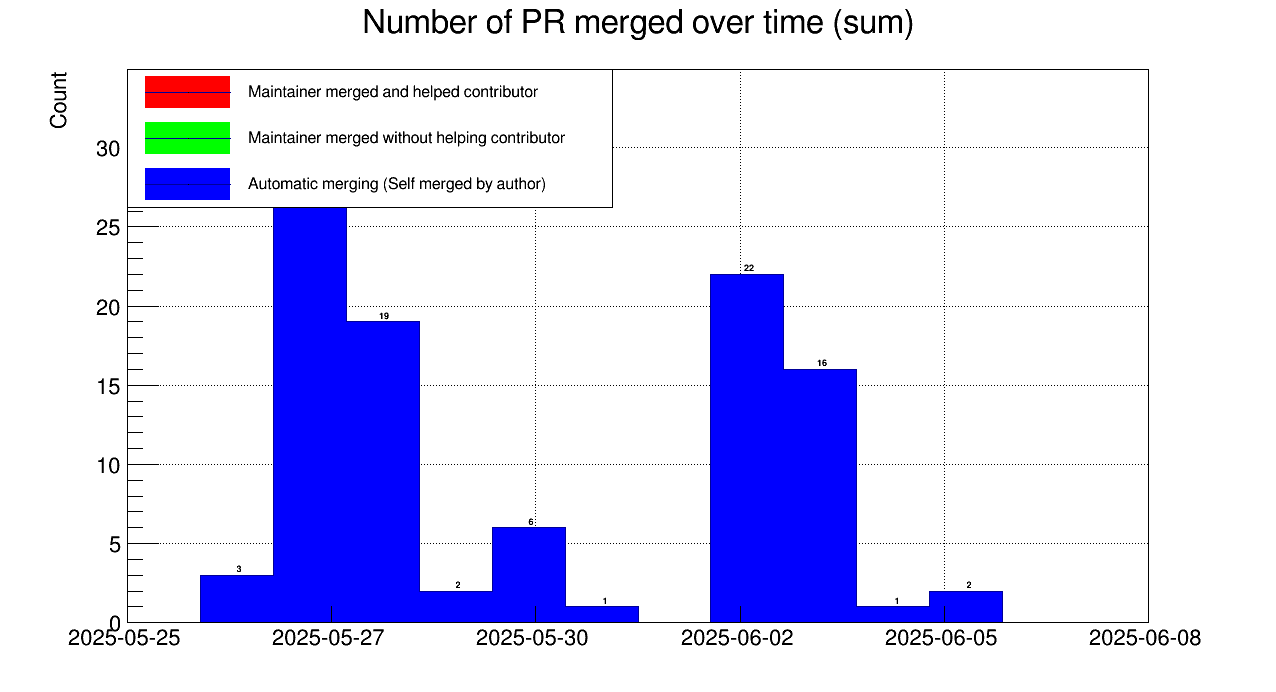 Number of PR merged over time (sum)
Count
Maintainer merged and helped contributor
Maintainer merged without helping contributor
Automatic merging (Self merged by author)
30
25
20
15
10
5
0
3
19
2
6
1
22
16
1
2
2025-05-25 2025-05-27 2025-05-30 2025-06-02 2025-06-05 2025-06-08